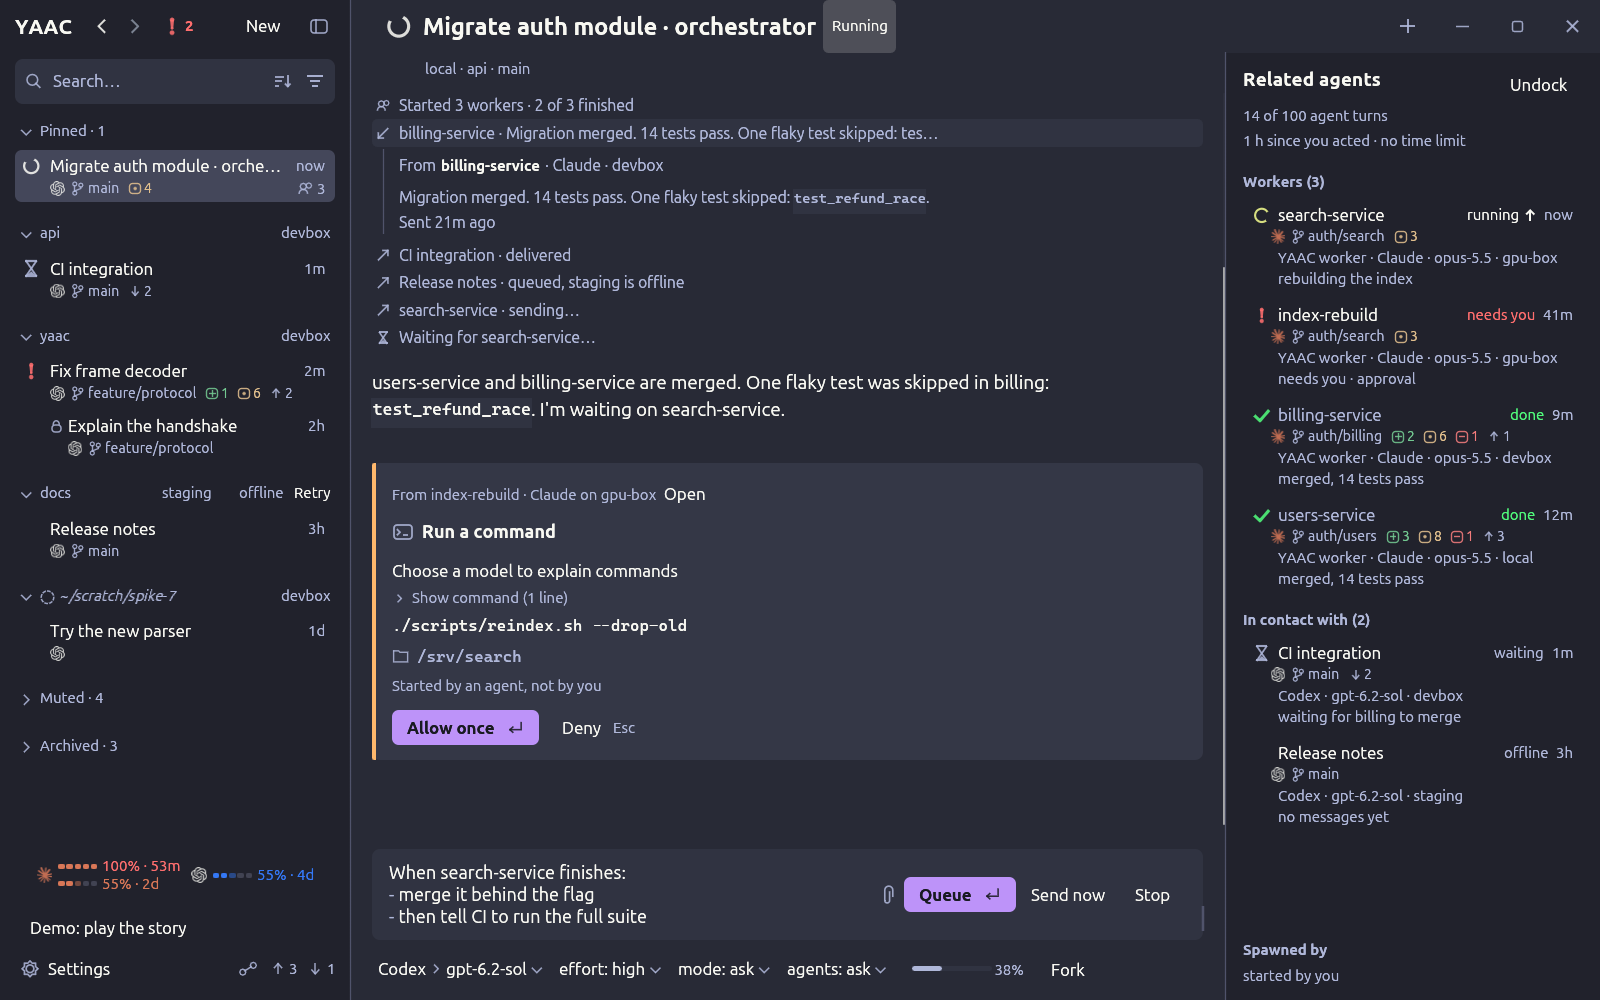 YAAC
2
New
Search…
Pinned · 1
Migrate auth module · orche… now
main 4 3
api devbox
CI integration 1m
main ↓ 2
yaac devbox
Fix frame decoder 2m
feature/protocol 1 6 ↑ 2
Explain the handshake 2h
feature/protocol
docs staging offline Retry
Release notes 3h
main
~/scratch/spike-7 devbox
Try the new parser 1d
Muted · 4
Archived · 3
100% · 53m
55% · 2d
55% · 4d
Demo: play the story
Settings ↑ 3 ↓ 1
Migrate auth module · orchestrator Running
local · api · main
Started 3 workers · 2 of 3 finished
billing-service · Migration merged. 14 tests pass. One flaky test skipped: tes…
From billing-service · Claude · devbox
Migration merged. 14 tests pass. One flaky test skipped: test_refund_race.
Sent 21m ago
CI integration · delivered
Release notes · queued, staging is offline
search-service · sending…
Waiting for search-service…
users-service and billing-service are merged. One flaky test was skipped in billing:
test_refund_race. I'm waiting on search-service.
From index-rebuild · Claude on gpu-box Open
Run a command
Choose a model to explain commands
Show command (1 line)
./scripts/reindex.sh --drop-old
/srv/search
Started by an agent, not by you
Allow once Deny Esc
When search-service finishes:
- merge it behind the flag
- then tell CI to run the full suite
Queue Send now Stop
Codex gpt-6.2-sol effort: high mode: ask agents: ask 38% Fork
Related agents
Undock
14 of 100 agent turns
1 h since you acted · no time limit
Workers (3)
search-service running ↑ now
auth/search 3
YAAC worker · Claude · opus-5.5 · gpu-box
rebuilding the index
index-rebuild needs you 41m
auth/search 3
YAAC worker · Claude · opus-5.5 · gpu-box
needs you · approval
billing-service done 9m
auth/billing 2 6 1 ↑ 1
YAAC worker · Claude · opus-5.5 · devbox
merged, 14 tests pass
users-service done 12m
auth/users 3 8 1 ↑ 3
YAAC worker · Claude · opus-5.5 · local
merged, 14 tests pass
In contact with (2)
CI integration waiting 1m
main ↓ 2
Codex · gpt-6.2-sol · devbox
waiting for billing to merge
Release notes offline 3h
main
Codex · gpt-6.2-sol · staging
no messages yet
Spawned by
started by you